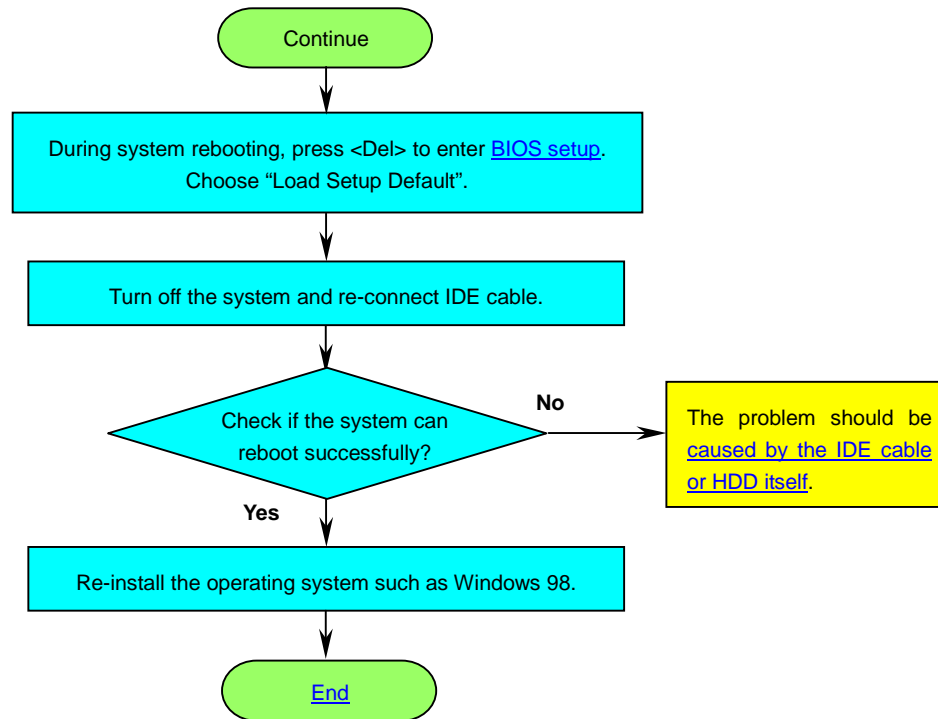 Continue
During system rebooting, press <Del> to enter BIOS setup.
Choose “Load Setup Default”.
Turn off the system and re-connect IDE cable.
Check if the system can
reboot successfully?
No
The problem should be
caused by the IDE cable
or HDD itself.
Yes
Re-install the operating system such as Windows 98.
End